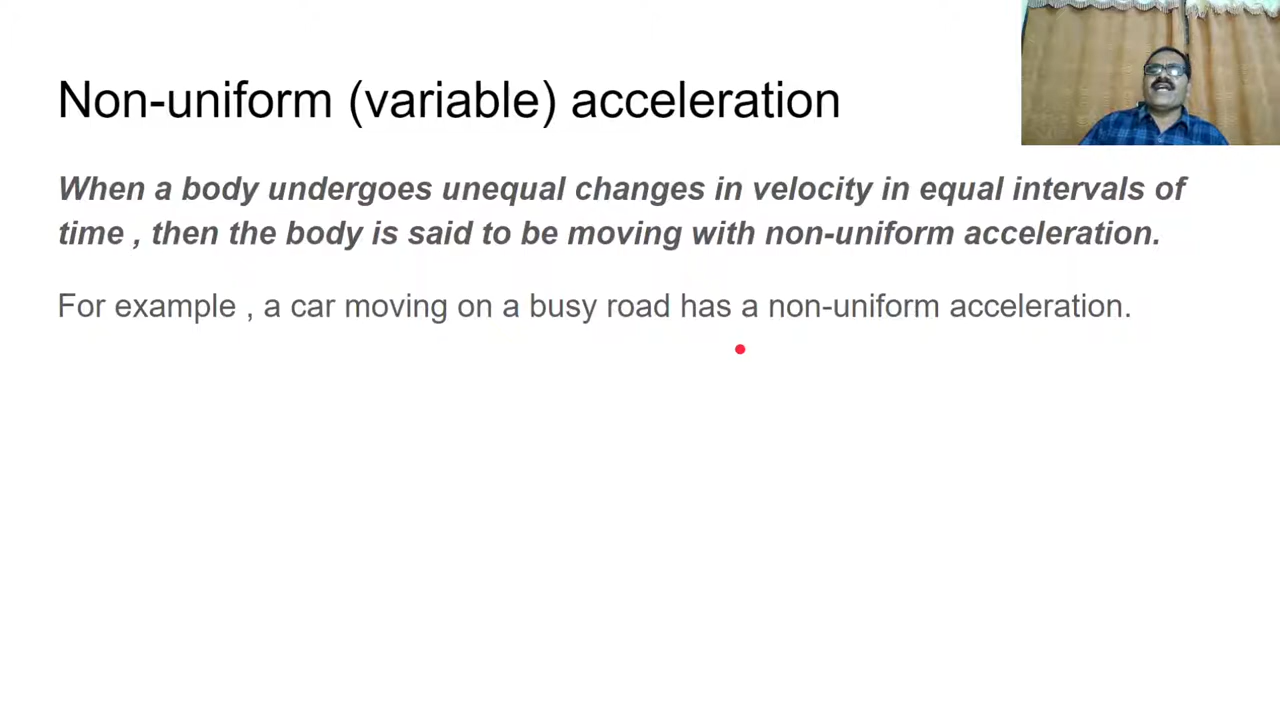 Non-uniform (variable) acceleration
When a body undergoes unequal changes in velocity in equal intervals of
time , then the body is said to be moving with non-uniform acceleration.
For example , a car moving on a busy road has a non-uniform acceleration.